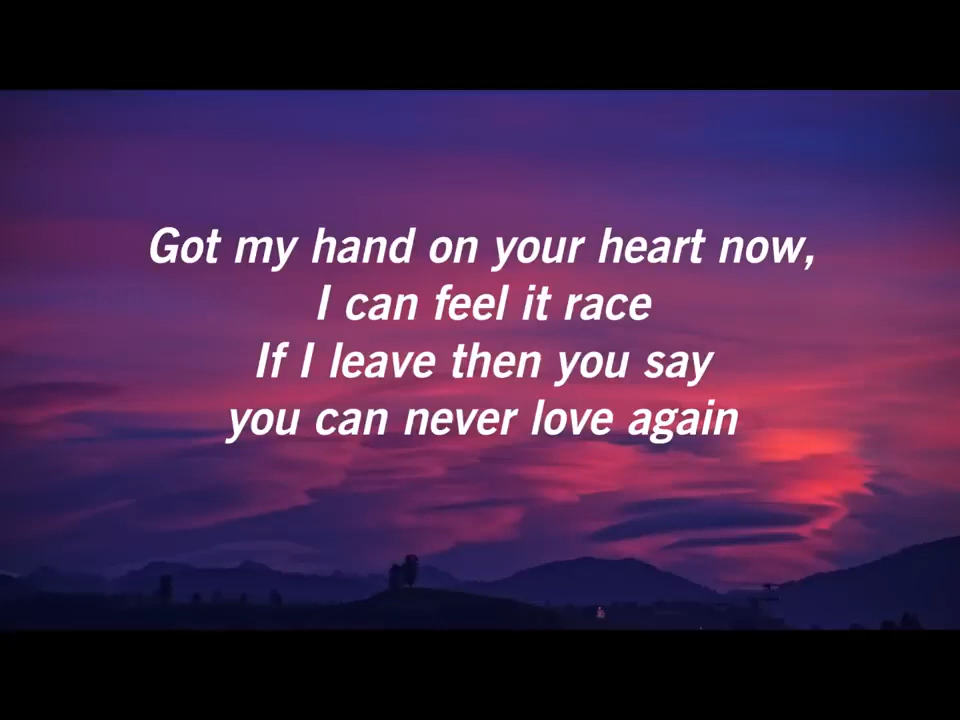 Got my hand on your heart now,
I can feel it race
If I leave then you say
you can never love again